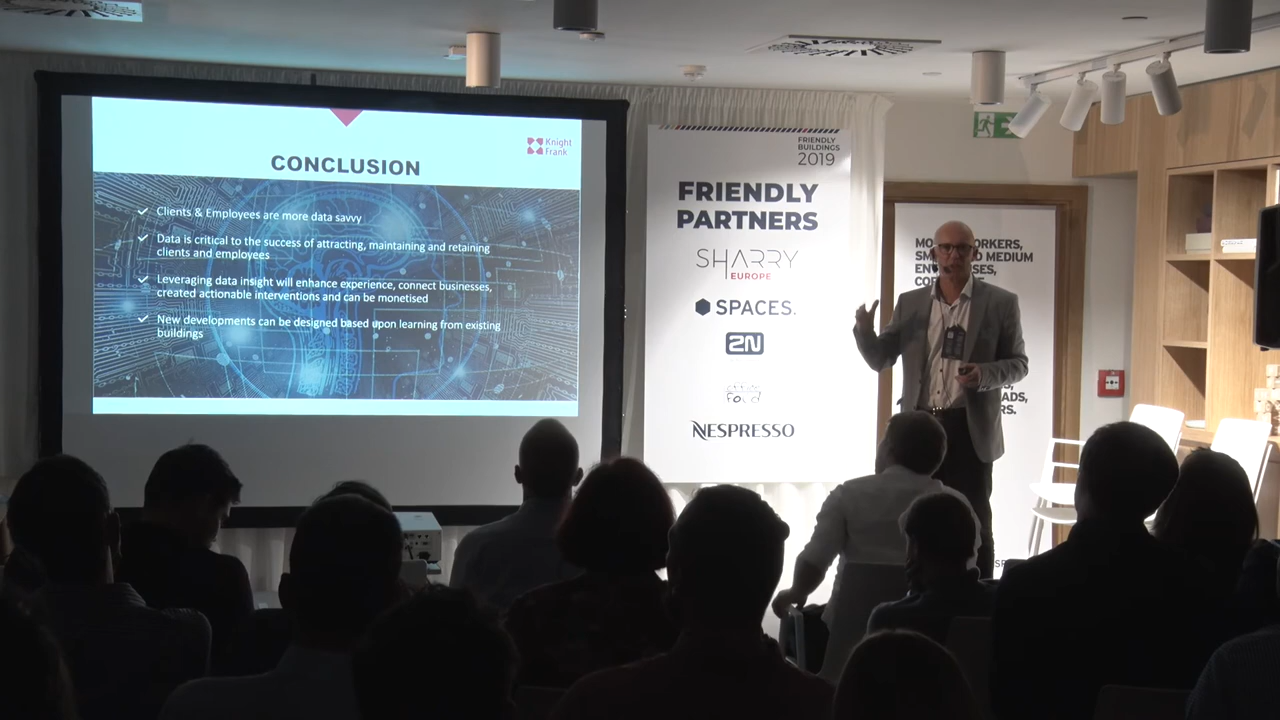 Knight
Frank
CONCLUSION
Clients & Employees are more data savvy
Data is critical to the success of attracting, maintaining and retaining
clients and employees
Leveraging data insight will enhance experience, connect businesses,
created actionable interventions and can be monetised
New developments can be designed based upon learning from existing
buildings
FRIENDLY
BUILDINGS
2019
FRIENDLY
PARTNERS
SHARRY
EUROPE
SPACES.
2N
NESPRESSO
MEDIUM